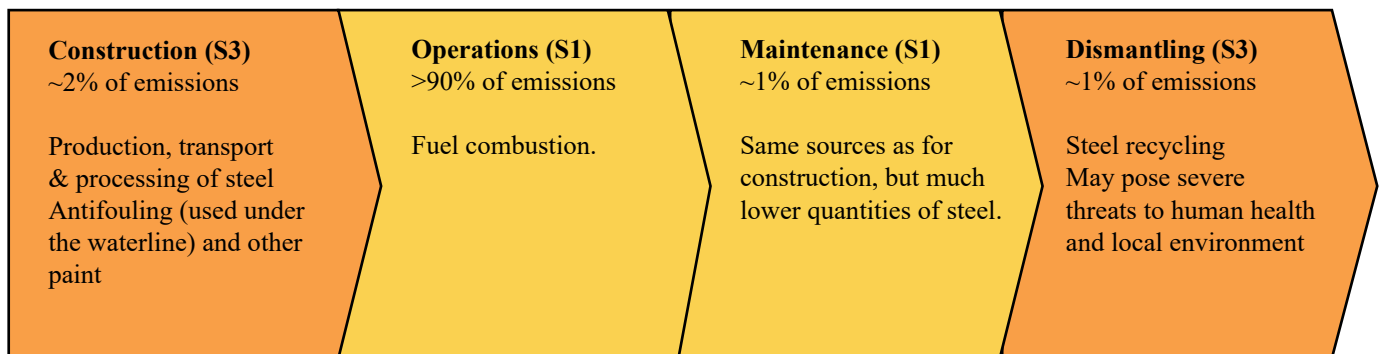 Construction (S3)
~2% of emissions
Production, transport
& processing of steel
Antifouling (used under
the waterline) and other
paint
Operations (S1)
>90% of emissions
Fuel combustion.
Maintenance (S1)
~1% of emissions
Same sources as for
construction, but much
lower quantities of steel.
Dismantling (S3)
~1% of emissions
Steel recycling
May pose severe
threats to human health
and local environment